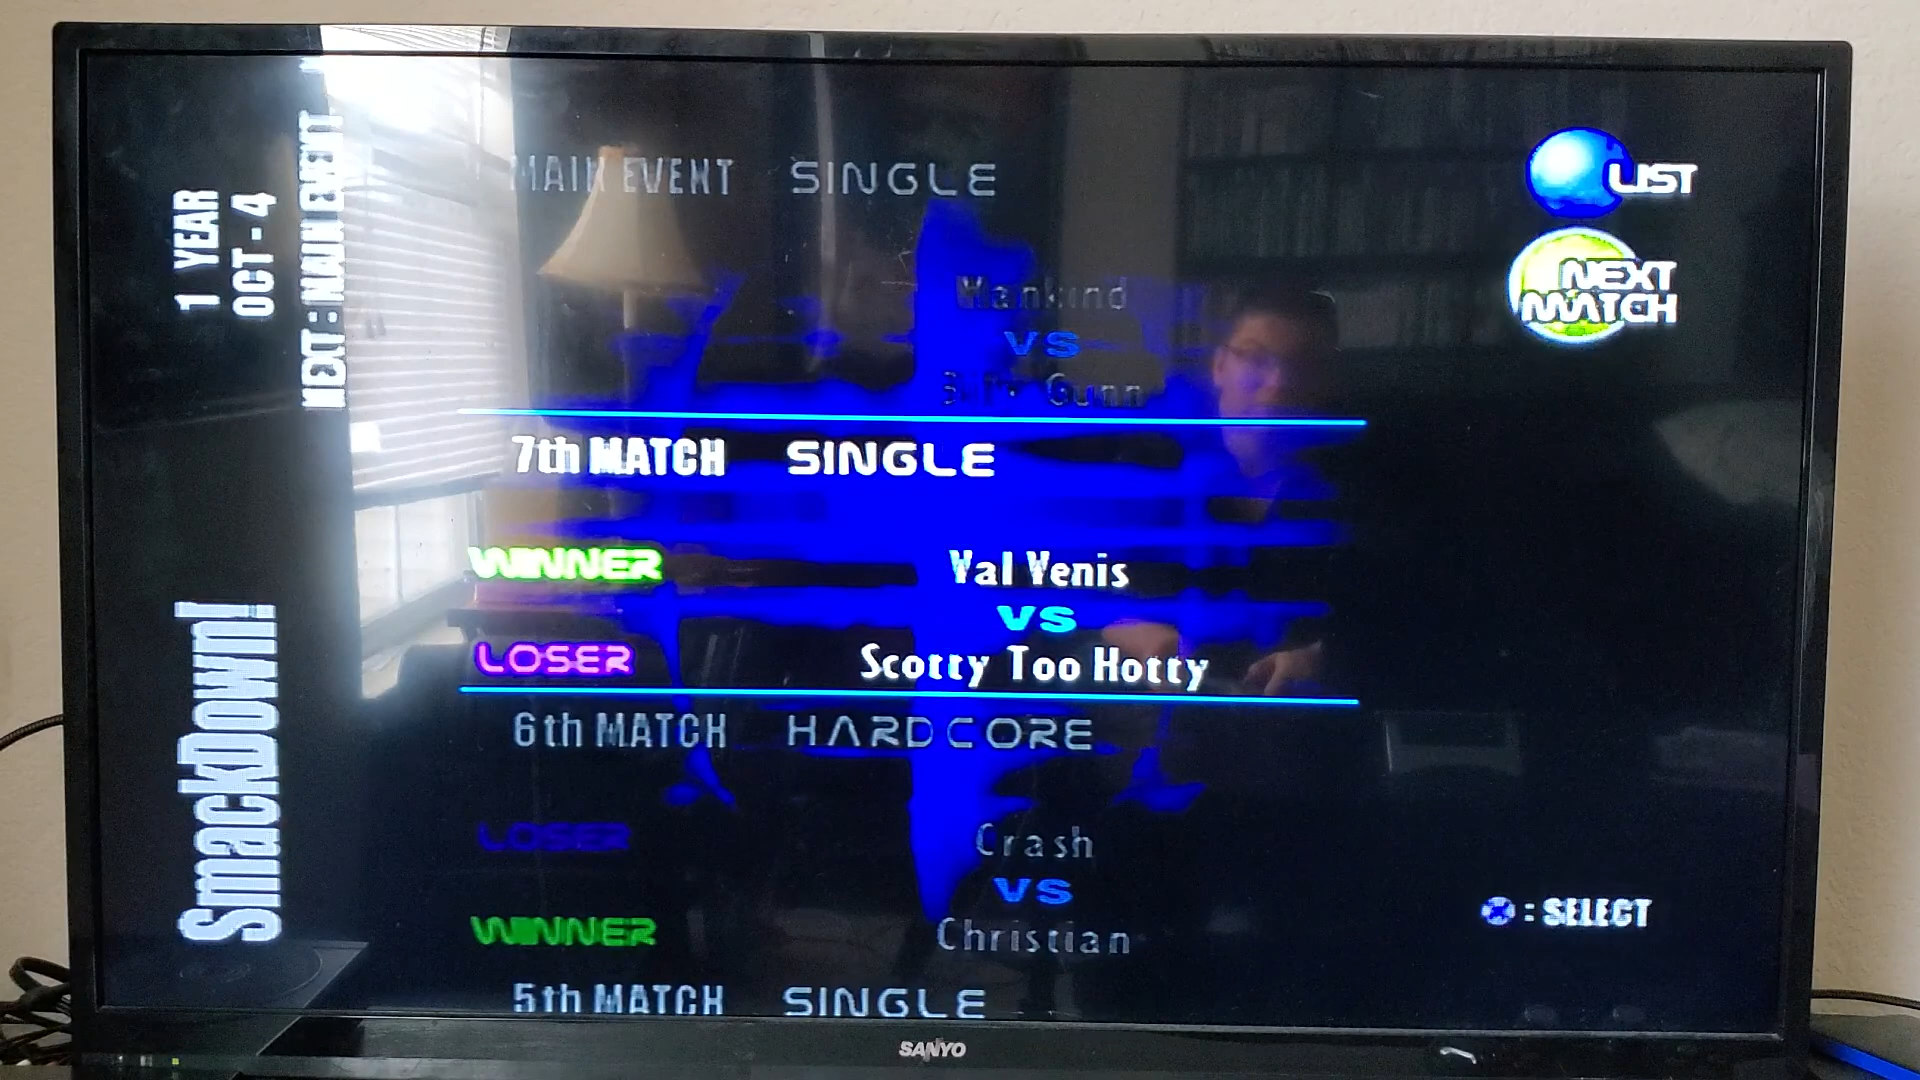 1 YEAR
OCT - 4
NEXT : MAIN EVENT
SmackDown!
MAIN EVENT SINGLE
Mankind
VS
Billy Gunn
7th MATCH SINGLE
WINNER Val Venis
VS
LOSER Scotty Too Hotty
6th MATCH HARDCORE
LOSER Crash
VS
WINNER Christian
5th MATCH SINGLE
LIST
NEXT
MATCH
: SELECT
SANYO